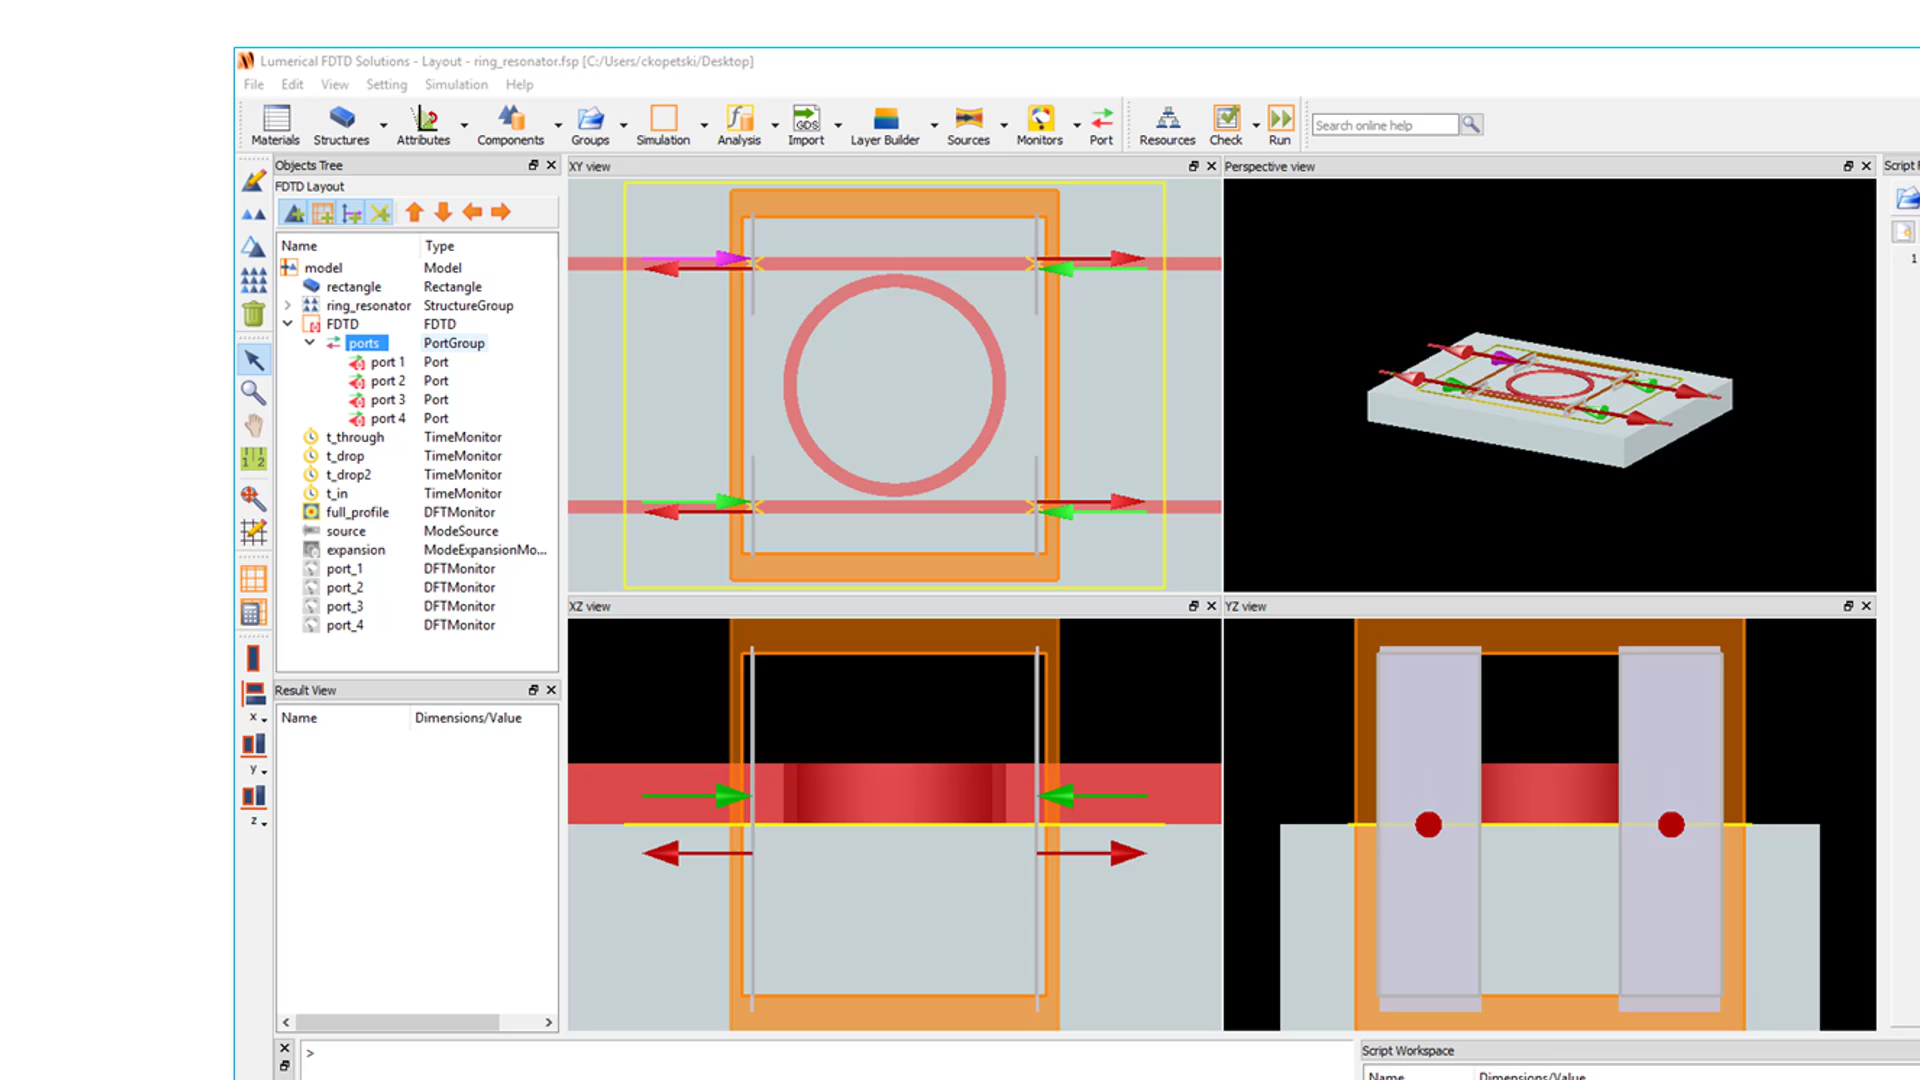 Lumerical FDTD Solutions - Layout - ring_resonator.fsp [C:/Users/ckopetski/Desktop]
File Edit View Setting Simulation Help
Materials Structures Attributes Components Groups Simulation Analysis Import Layer Builder Sources Monitors Port Resources Check Run Search online help
GDS
Objects Tree
FDTD Layout
Name Type
model Model
rectangle Rectangle
ring_resonator StructureGroup
FDTD FDTD
ports PortGroup
port 1 Port
port 2 Port
port 3 Port
port 4 Port
t_through TimeMonitor
t_drop TimeMonitor
t_drop2 TimeMonitor
t_in TimeMonitor
full_profile DFTMonitor
source ModeSource
expansion ModeExpansionMo...
port_1 DFTMonitor
port_2 DFTMonitor
port_3 DFTMonitor
port_4 DFTMonitor
Result View
Name Dimensions/Value
1 2
x
y
z
XY view
Perspective view
XZ view
YZ view
Script F
1
>
Script Workspace
Name Dimensions/Value